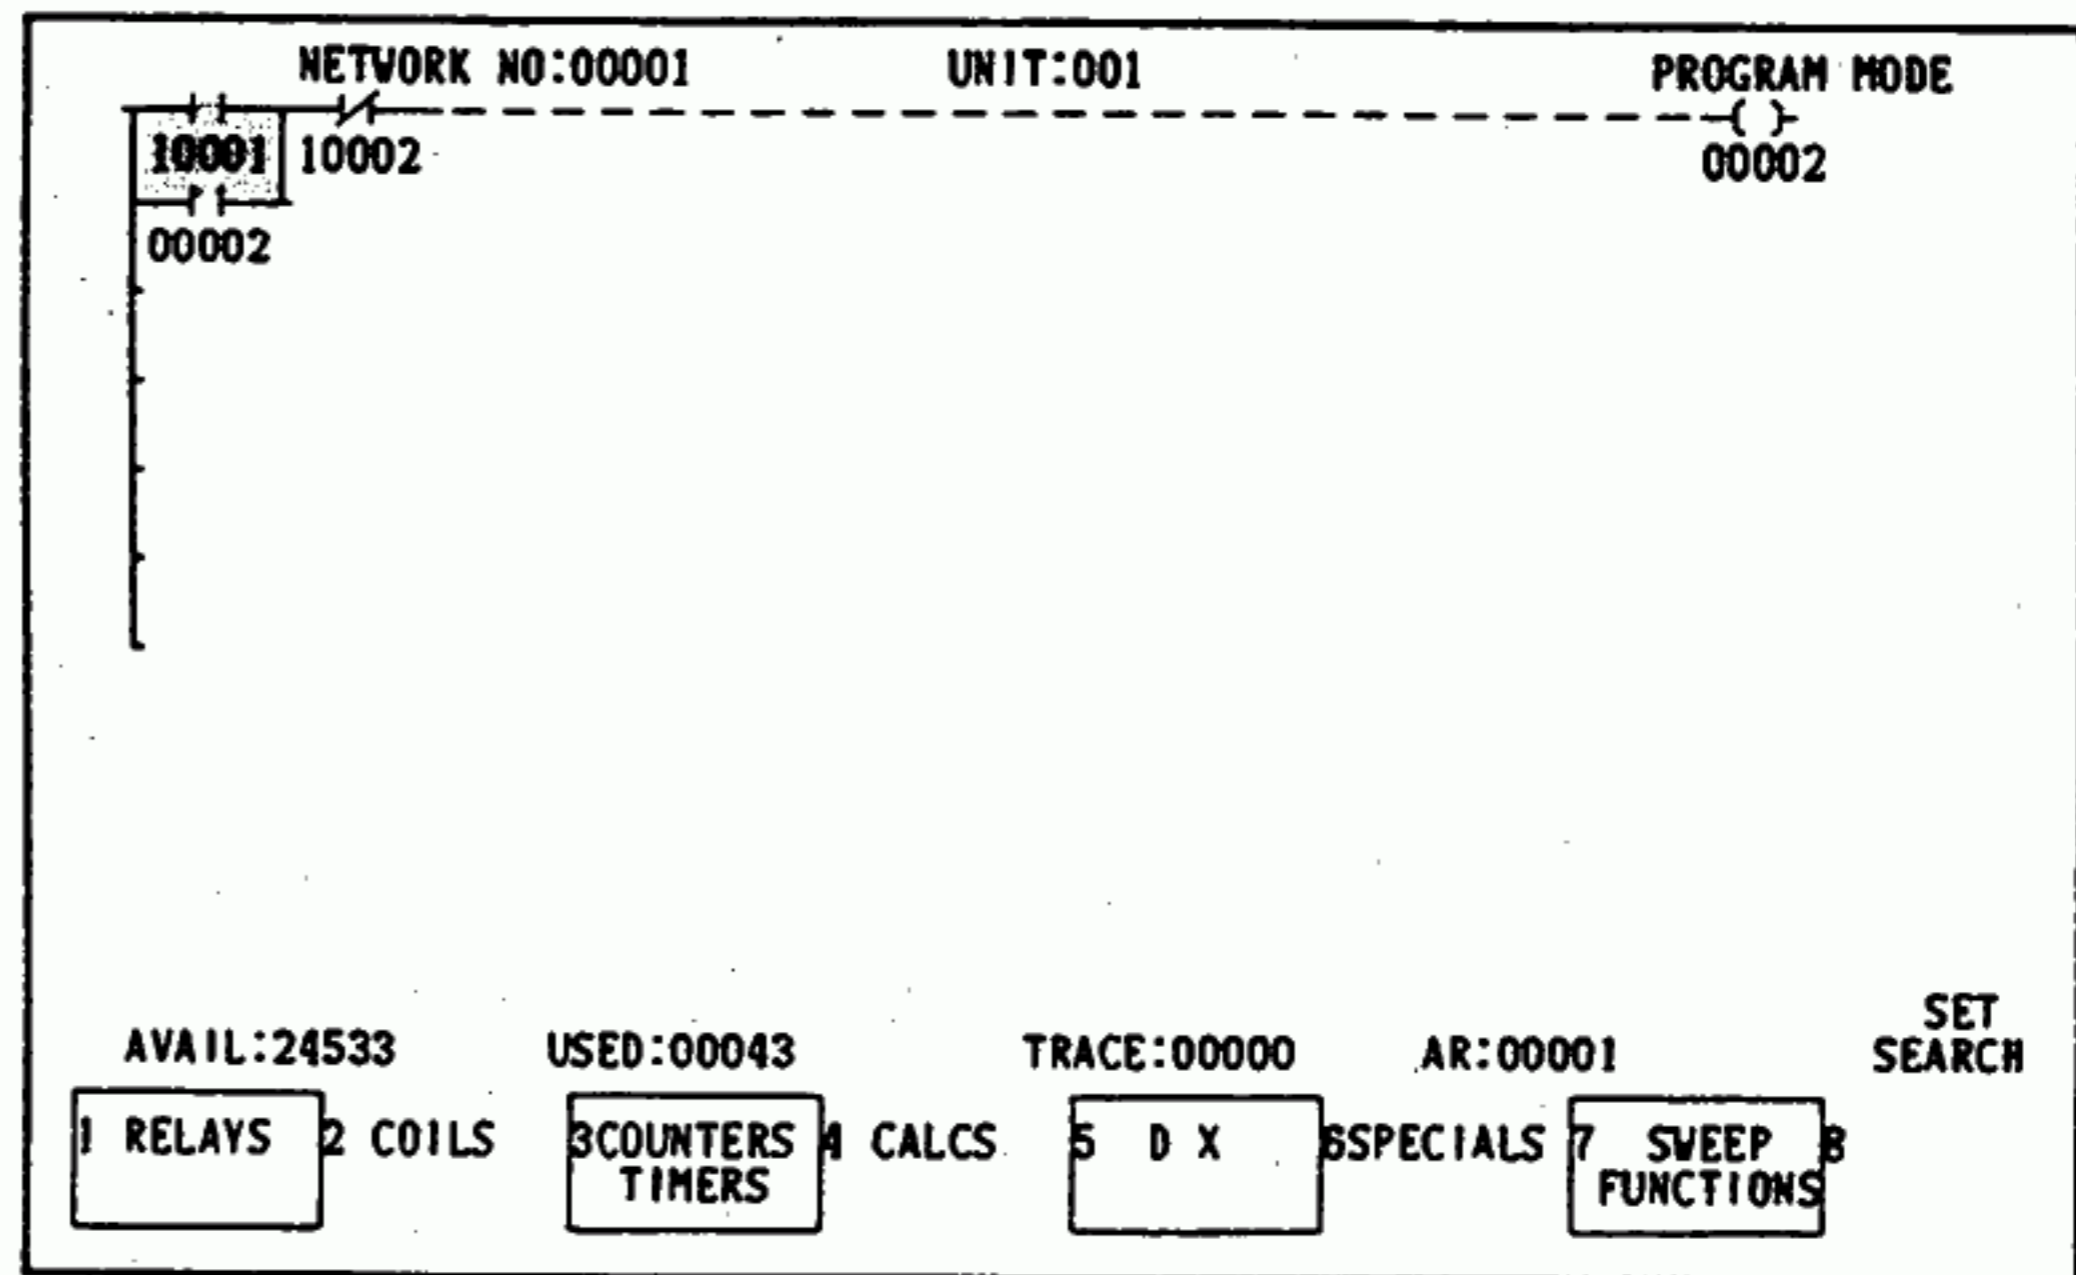 NETWORK NO:00001 UNIT:001 PROGRAM MODE
10001 10002 00002
00002
SET
AVAIL:24533 USED:00043 TRACE:00000 AR:00001 SEARCH
1 RELAYS 2 COILS 3COUNTERS 4 CALCS 5 D X 6SPECIALS 7 SWEEP 8
TIMERS FUNCTIONS